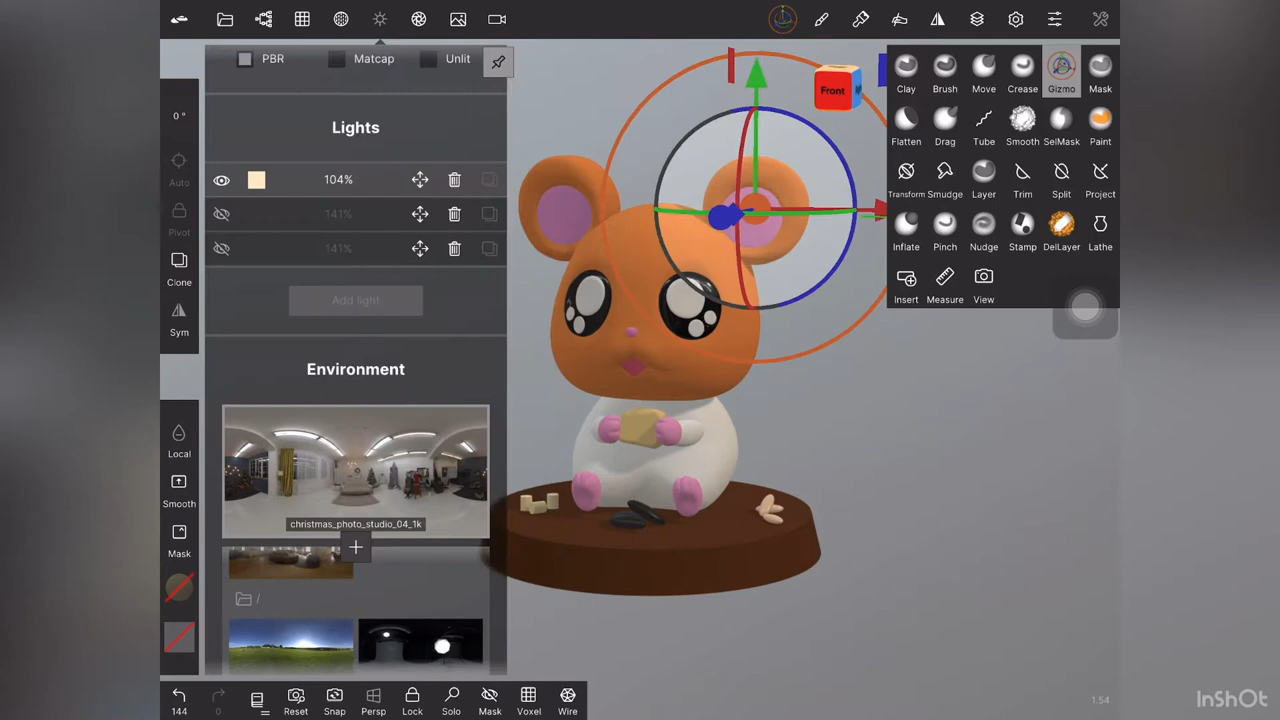 PBR
Matcap
Unlit
Lights
104%
141%
141%
Add light
Environment
christmas_photo_studio_04_1k
/
0 °
Auto
Pivot
Clone
Sym
Local
Smooth
Mask
144
0
Reset
Snap
Persp
Lock
Solo
Mask
Voxel
Wire
Front
Clay
Brush
Move
Crease
Gizmo
Mask
Flatten
Drag
Tube
Smooth
SelMask
Paint
Transform
Smudge
Layer
Trim
Split
Project
Inflate
Pinch
Nudge
Stamp
DelLayer
Lathe
Insert
Measure
View
1.54
InShOt